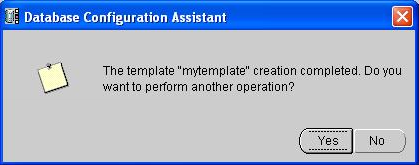 Database Configuration Assistant
The template "mytemplate" creation completed. Do you
want to perform another operation?
Yes No